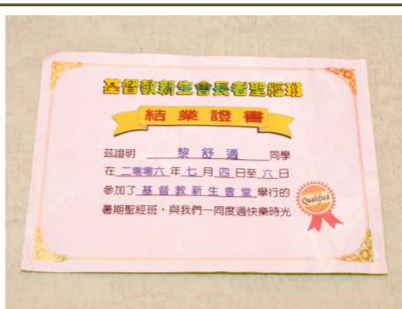 基督教新生會長者聖經班
結業證書
茲證明 黎舒適 同學
在 二零零六 年 七 月 四 日至 六 日
參加了 基督教新生會堂 舉行的
暑期聖經班，與我們一同度過快樂時光
Qualified